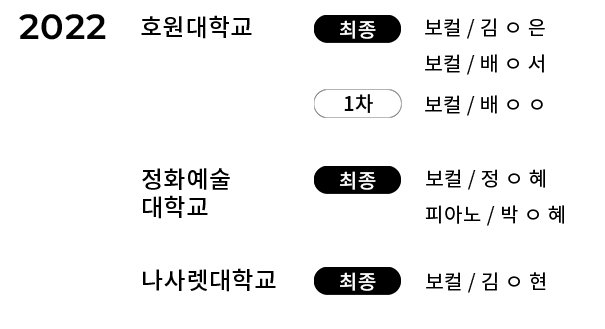 2022 호원대학교 최종 보컬 / 김 ㅇ 은
보컬 / 배 ㅇ 서
1차 보컬 / 배 ㅇ ㅇ
정화예술 최종 보컬 / 정 ㅇ 혜
대학교 피아노 / 박 ㅇ 혜
나사렛대학교 최종 보컬 / 김 ㅇ 현